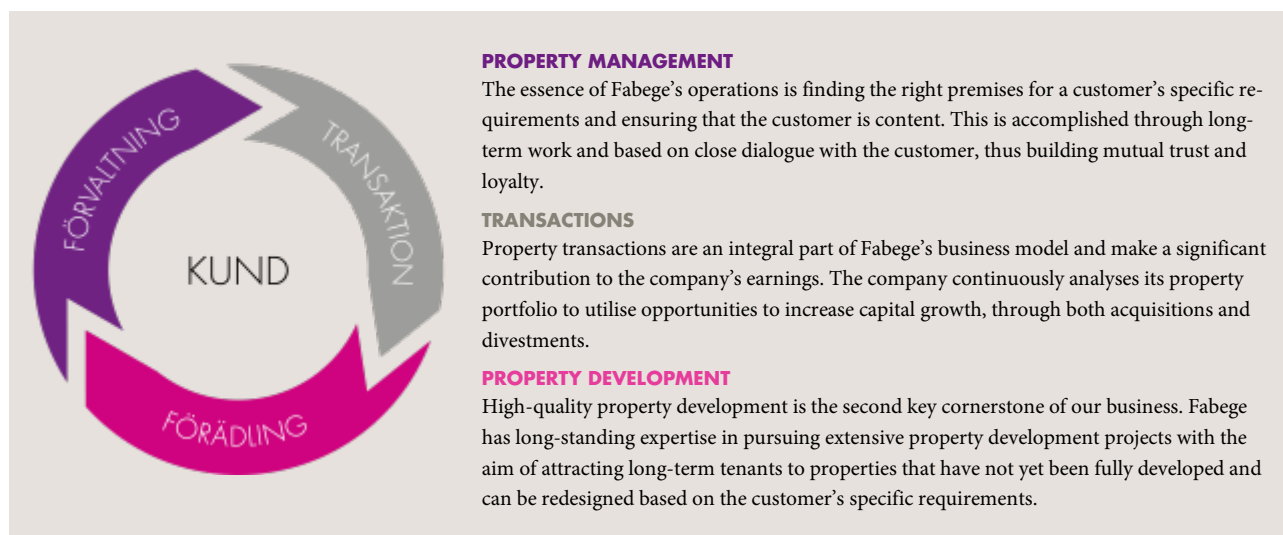 FÖRVALTNING
TRANSAKTION
KUND
FÖRÄDLING
PROPERTY MANAGEMENT
The essence of Fabege’s operations is finding the right premises for a customer’s specific re-
quirements and ensuring that the customer is content. This is accomplished through long-
term work and based on close dialogue with the customer, thus building mutual trust and
loyalty.
TRANSACTIONS
Property transactions are an integral part of Fabege’s business model and make a significant
contribution to the company’s earnings. The company continuously analyses its property
portfolio to utilise opportunities to increase capital growth, through both acquisitions and
divestments.
PROPERTY DEVELOPMENT
High-quality property development is the second key cornerstone of our business. Fabege
has long-standing expertise in pursuing extensive property development projects with the
aim of attracting long-term tenants to properties that have not yet been fully developed and
can be redesigned based on the customer’s specific requirements.